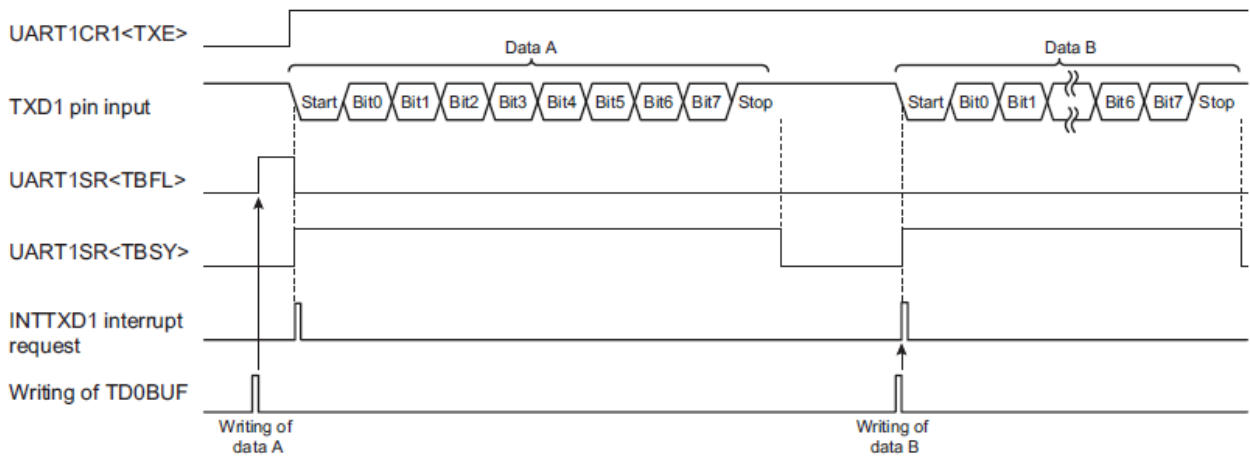 UART1CR1<TXE>
Data A
Data B
TXD1 pin input
Start Bit0 Bit1 Bit2 Bit3 Bit4 Bit5 Bit6 Bit7 Stop
Start Bit0 Bit1 Bit6 Bit7 Stop
UART1SR<TBFL>
UART1SR<TBSY>
INTTXD1 interrupt
request
Writing of TD0BUF
Writing of
data A
Writing of
data B